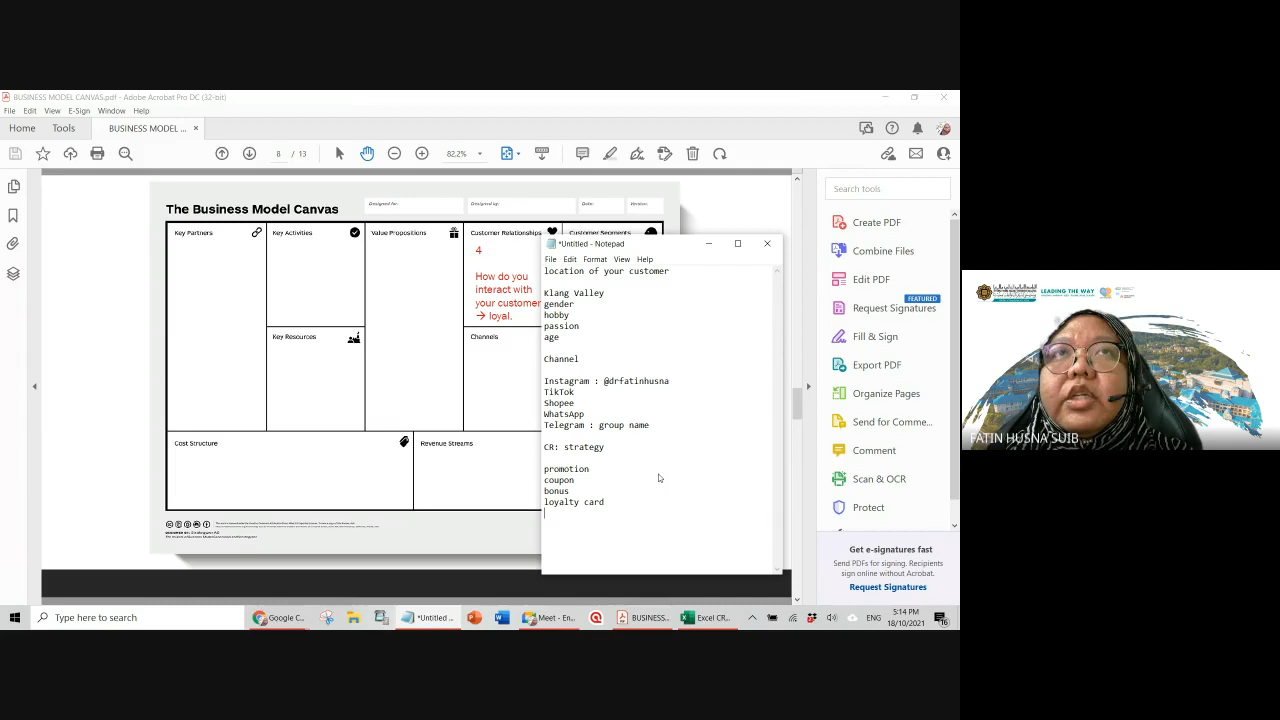 BUSINESS MODEL CANVAS.pdf - Adobe Acrobat Pro DC (32-bit)
File Edit View E-Sign Window Help
Home Tools BUSINESS MODEL ... ×
8 / 13 82,2%
Search tools
Create PDF
Combine Files
Edit PDF
FEATURED
Request Signatures
Fill & Sign
Export PDF
Organize Pages
Send for Comme...
Comment
Scan & OCR
Protect
Get e-signatures fast
Send PDFs for signing. Recipients
sign online without Acrobat.
Request Signatures
The Business Model Canvas
Designed for: Designed by: Date: Version:
Key Partners
Key Activities
Value Propositions
Customer Relationships
Customer Segments
4
How do you
interact with
your customer
→ loyal.
Key Resources
Channels
Cost Structure
Revenue Streams
*Untitled - Notepad
File Edit Format View Help
location of your customer
Klang Valley
gender
hobby
passion
age
Channel
Instagram : @drfatinhusna
TikTok
Shopee
WhatsApp
Telegram : group name
CR: strategy
promotion
coupon
bonus
loyalty card
LEADING THE WAY
FATIN HUSNA SUIB
Type here to search
Google C...
*Untitled ...
Meet - En...
BUSINESS...
Excel CR...
ENG
5:14 PM
18/10/2021
16